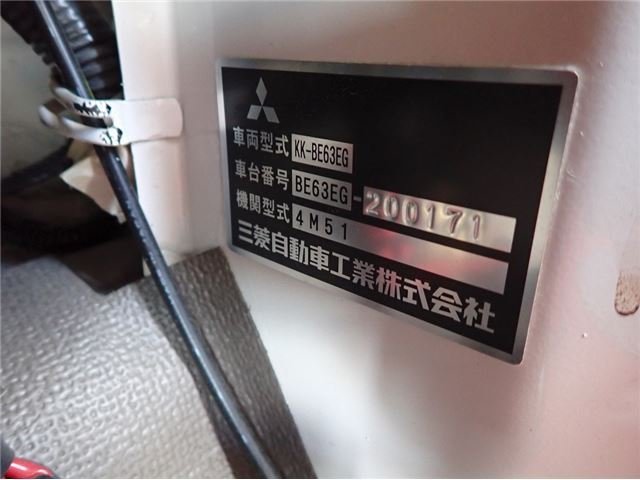 車両型式 KK-BE63EG
車台番号 BE63EG-200171
機関型式 4M51
三菱自動車工業株式会社